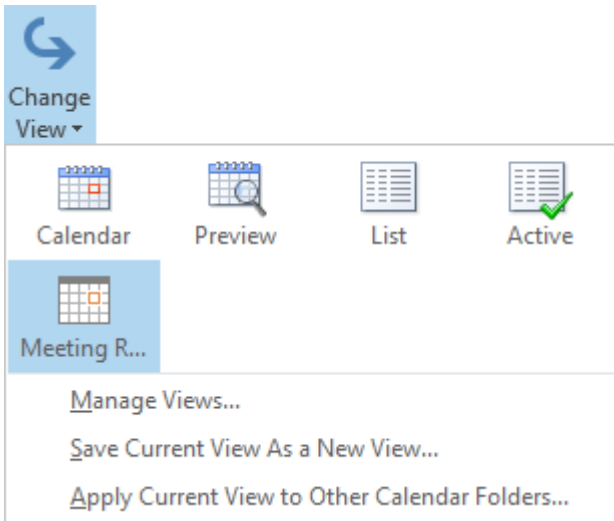 Change
View
Calendar Preview List Active
Meeting R...
Manage Views...
Save Current View As a New View...
Apply Current View to Other Calendar Folders...